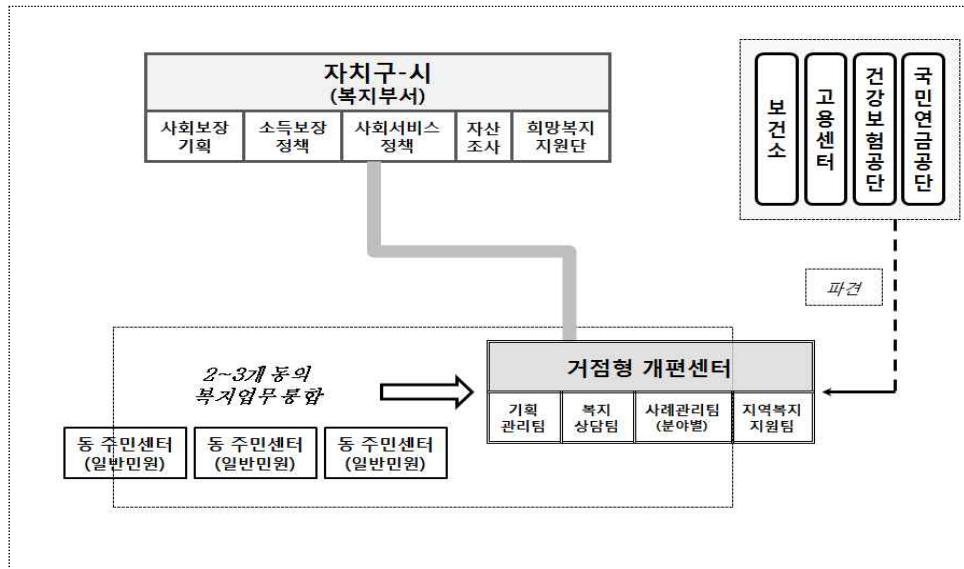 자치구-시
(복지부서)
사회보장
기획
소득보장
정책
사회서비스
정책
자산
조사
희망복지
지원단
보건소
고용센터
건강보험공단
국민연금공단
파견
2~3개 동의
복지업무통합
거점형 개편센터
기획
관리팀
복지
상담팀
사례관리팀
(분야별)
지역복지
지원팀
동 주민센터
(일반민원)
동 주민센터
(일반민원)
동 주민센터
(일반민원)